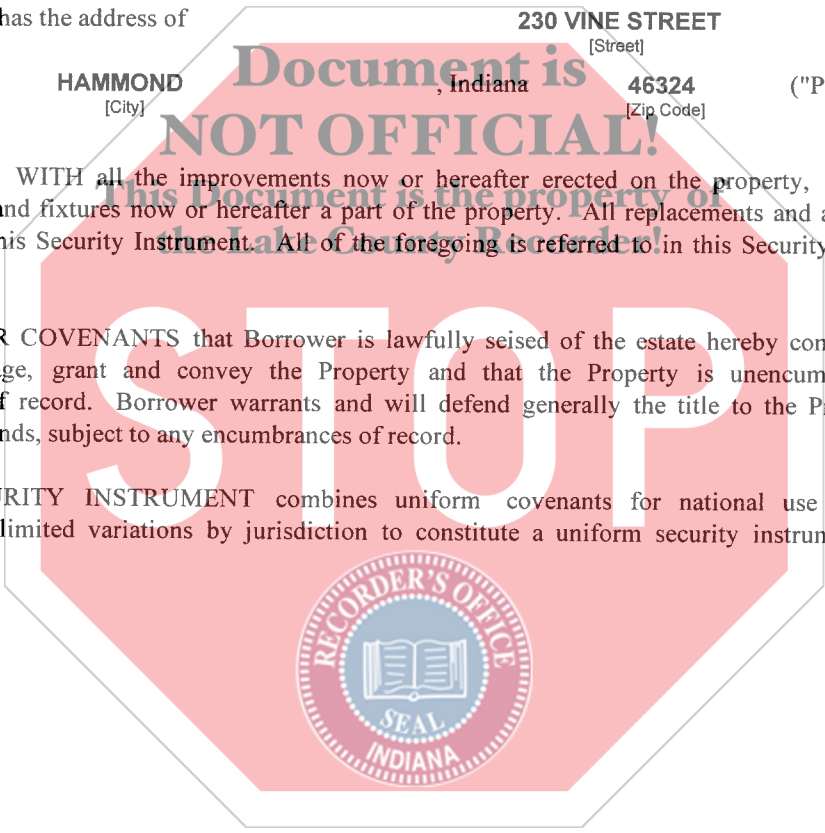 has the address of 230 VINE STREET
[Street]
Document is
HAMMOND , Indiana 46324 ("P
[City] [Zip Code]
NOT OFFICIAL!
WITH all the improvements now or hereafter erected on the property,
This Document is the property of
and fixtures now or hereafter a part of the property. All replacements and a
his Security Instrument. All of the foregoing is referred to in this Security
the Lake County Recorder!
R COVENANTS that Borrower is lawfully seised of the estate hereby con
ge, grant and convey the Property and that the Property is unencum
f record. Borrower warrants and will defend generally the title to the P
nds, subject to any encumbrances of record.
STOP
URITY INSTRUMENT combines uniform covenants for national use
limited variations by jurisdiction to constitute a uniform security instrum
RECORDER'S OFFICE
SEAL
INDIANA